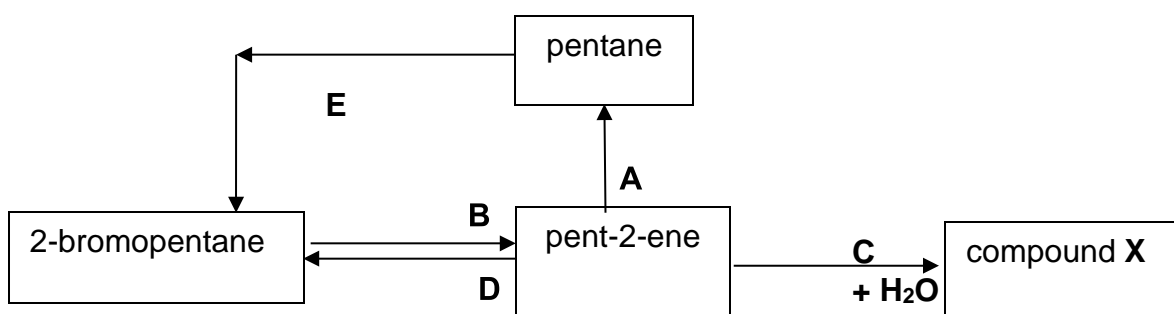 pentane
E
A
2-bromopentane
B
pent-2-ene
D
C
+ H₂O
compound X